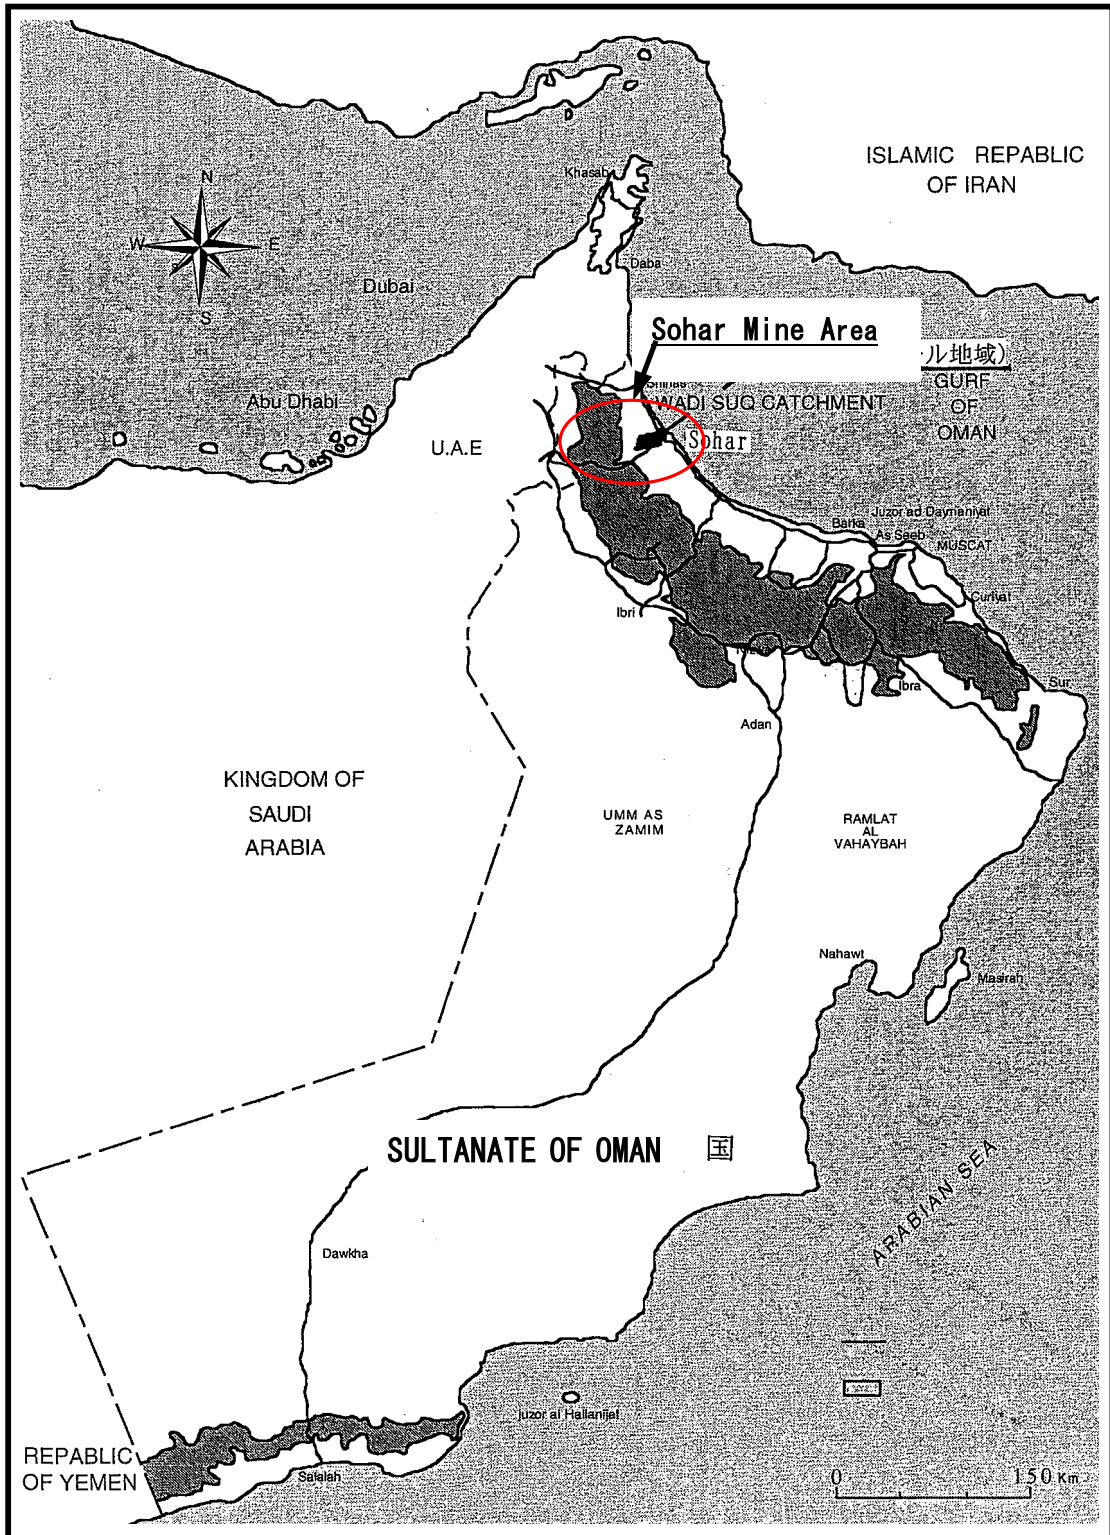 ISLAMIC REPABLIC
OF IRAN
Khasab
N
W
E
S
Daba
Dubai
Sohar Mine Area
ール地域)
GURF
OF
OMAN
Shinas
WADI SUQ CATCHMENT
Abu Dhabi
U.A.E
Sohar
Juzor ad Daymaniyat
Barka
As Seeb
MUSCAT
Curiyat
Ibri
Ibra
Sur
Adan
KINGDOM OF
SAUDI
ARABIA
UMM AS
ZAMIM
RAMLAT
AL
VAHAYBAH
Nahawt
Masirah
SULTANATE OF OMAN 国
ARABIAN SEA
Dawkha
juzor al Hallanijat
REPABLIC
OF YEMEN
Salalah
0 150 Km